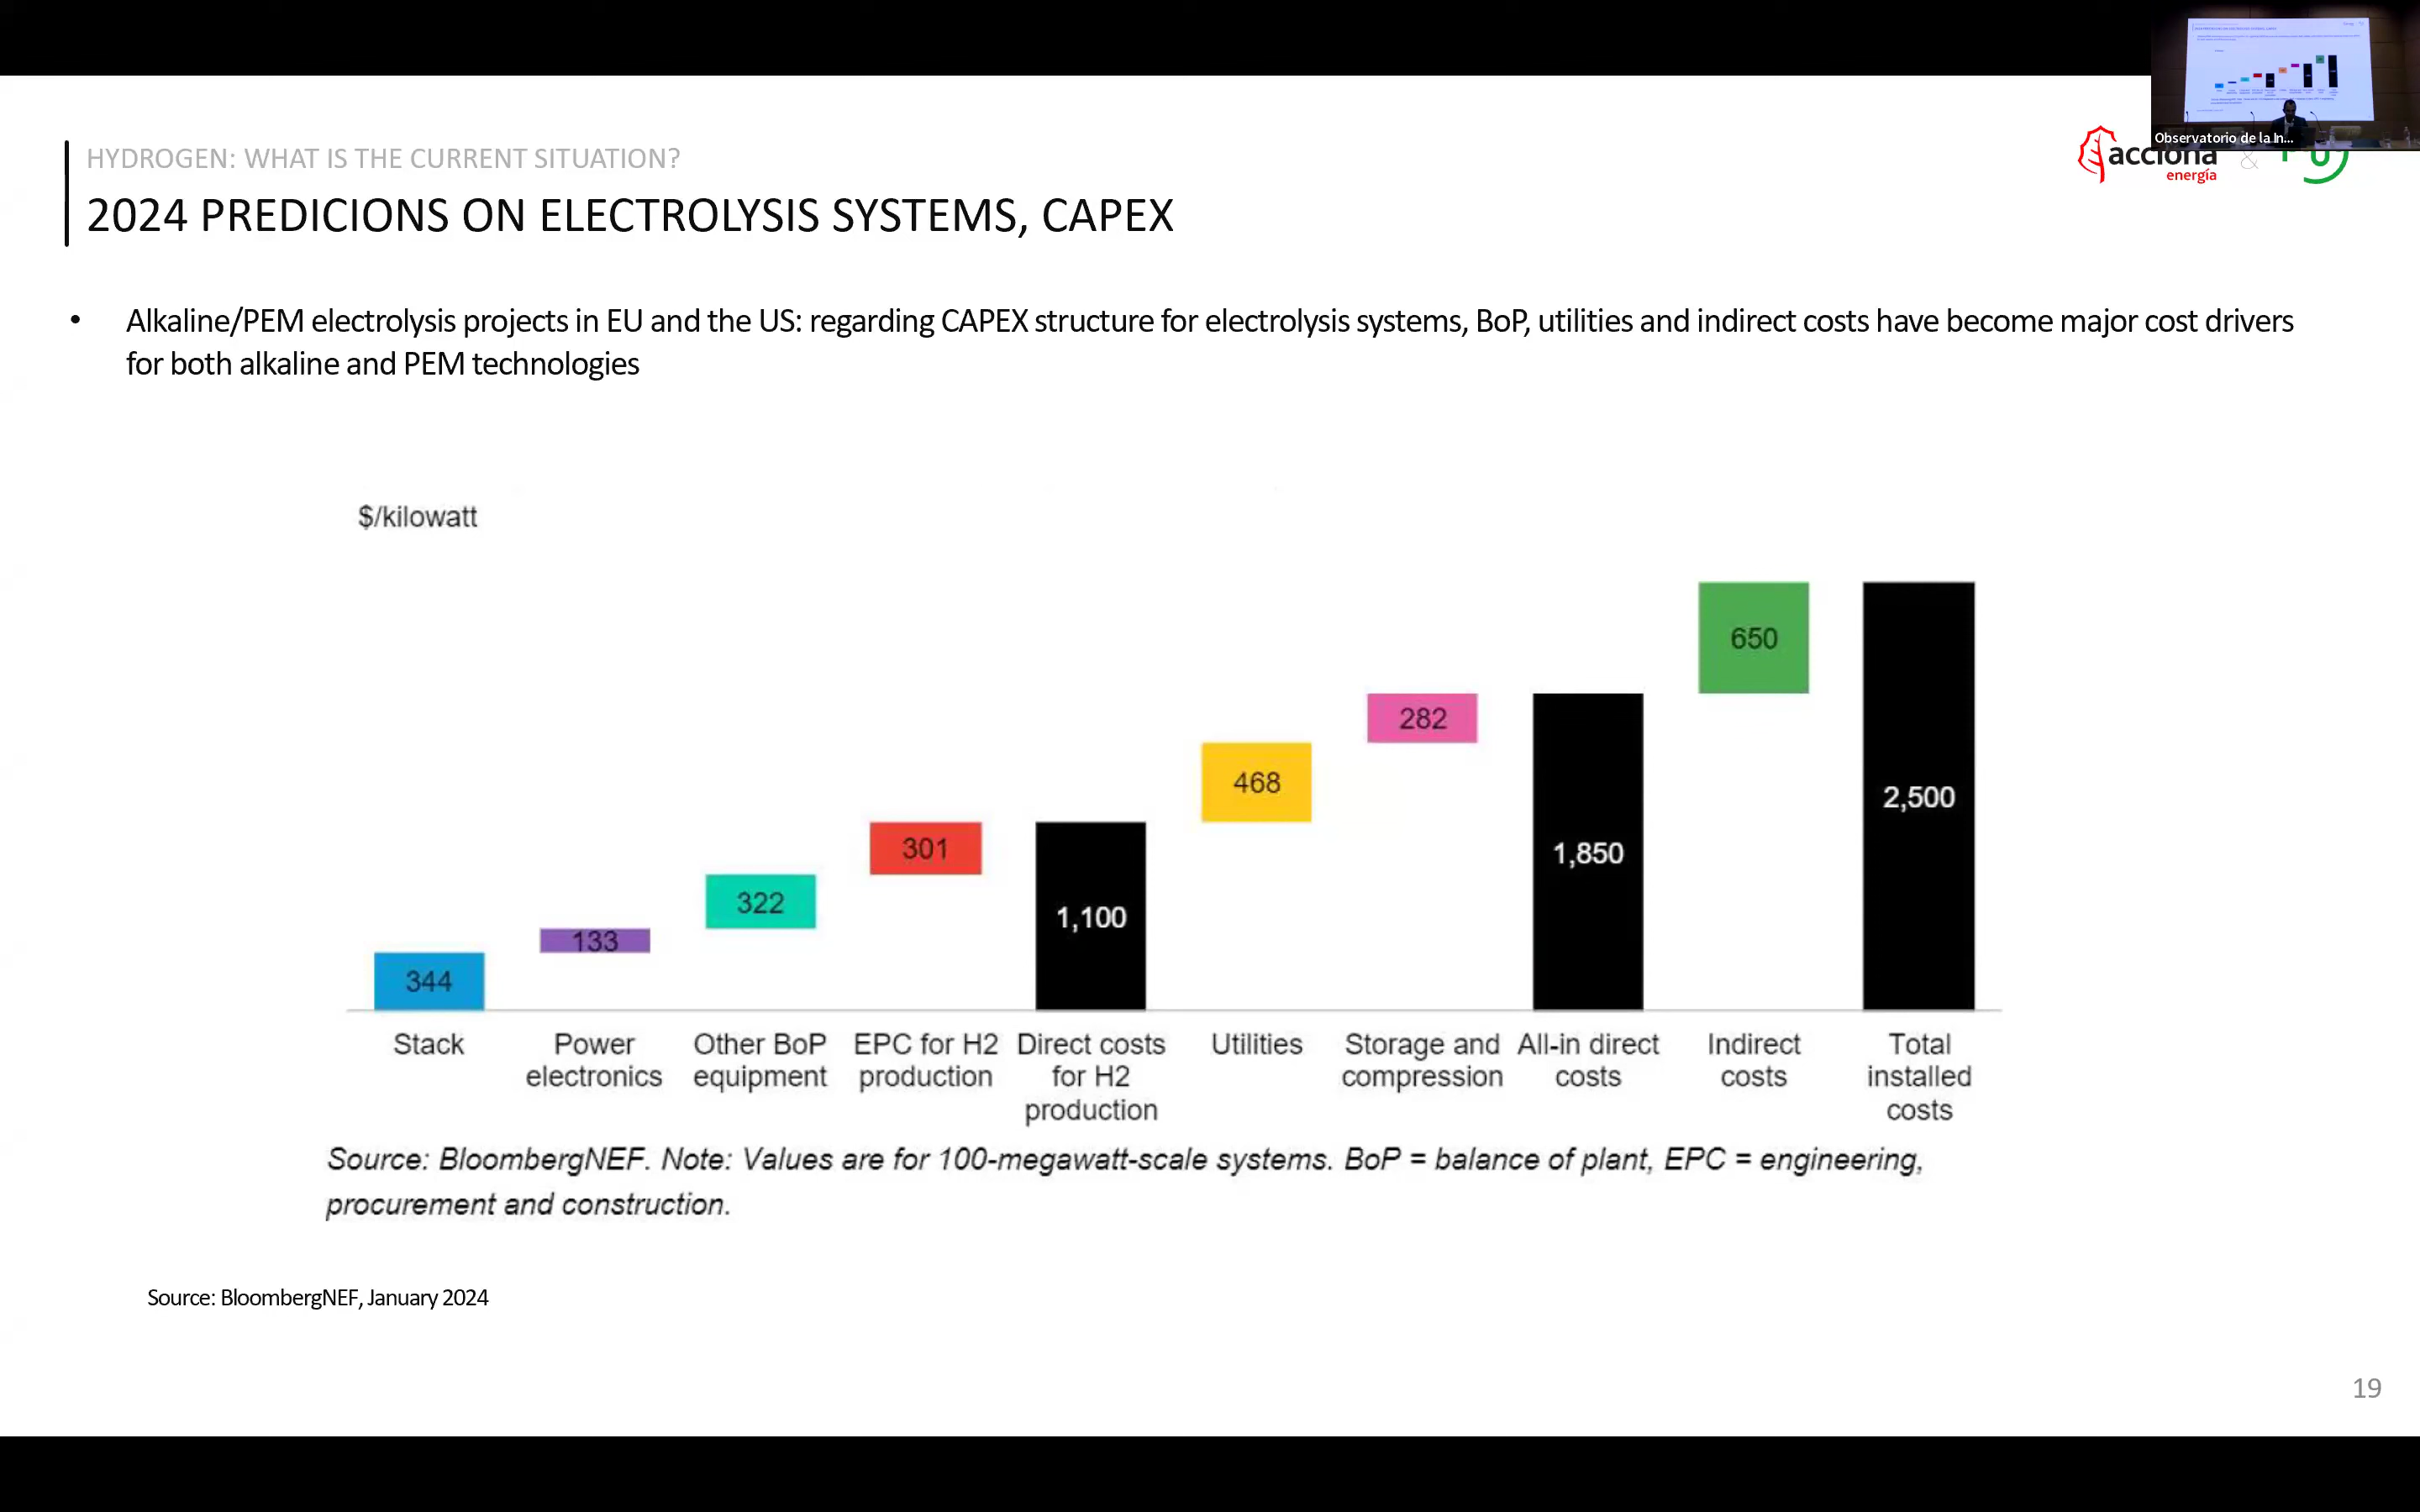 Observatorio de la In...
HYDROGEN: WHAT IS THE CURRENT SITUATION?
acciona
energía
&
2024 PREDICIONS ON ELECTROLYSIS SYSTEMS, CAPEX
• Alkaline/PEM electrolysis projects in EU and the US: regarding CAPEX structure for electrolysis systems, BoP, utilities and indirect costs have become major cost drivers
for both alkaline and PEM technologies
$/kilowatt
344
133
322
301
1,100
468
282
1,850
650
2,500
Stack
Power
electronics
Other BoP
equipment
EPC for H2
production
Direct costs
for H2
production
Utilities
Storage and
compression
All-in direct
costs
Indirect
costs
Total
installed
costs
Source: BloombergNEF. Note: Values are for 100-megawatt-scale systems. BoP = balance of plant, EPC = engineering,
procurement and construction.
Source: BloombergNEF, January 2024
19